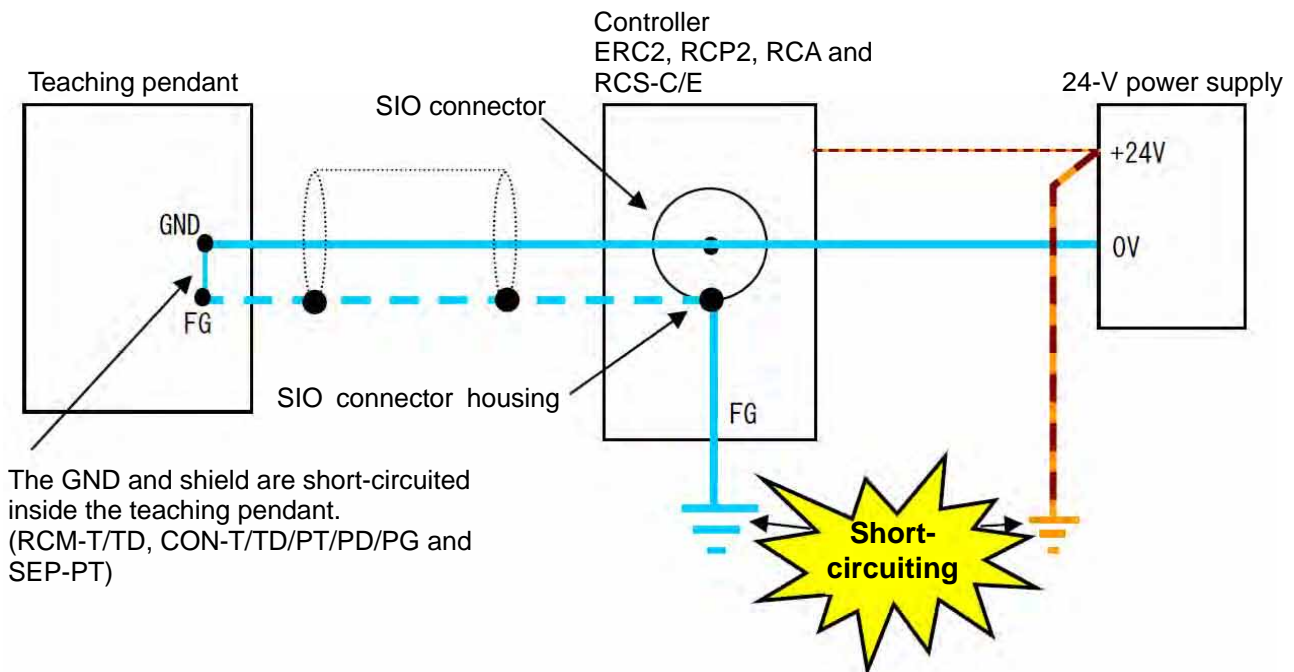 Controller
ERC2, RCP2, RCA and
RCS-C/E
Teaching pendant
SIO connector
24-V power supply
+24V
GND
0V
FG
SIO connector housing
FG
The GND and shield are short-circuited
inside the teaching pendant.
(RCM-T/TD, CON-T/TD/PT/PD/PG and
SEP-PT)
Short-
circuiting